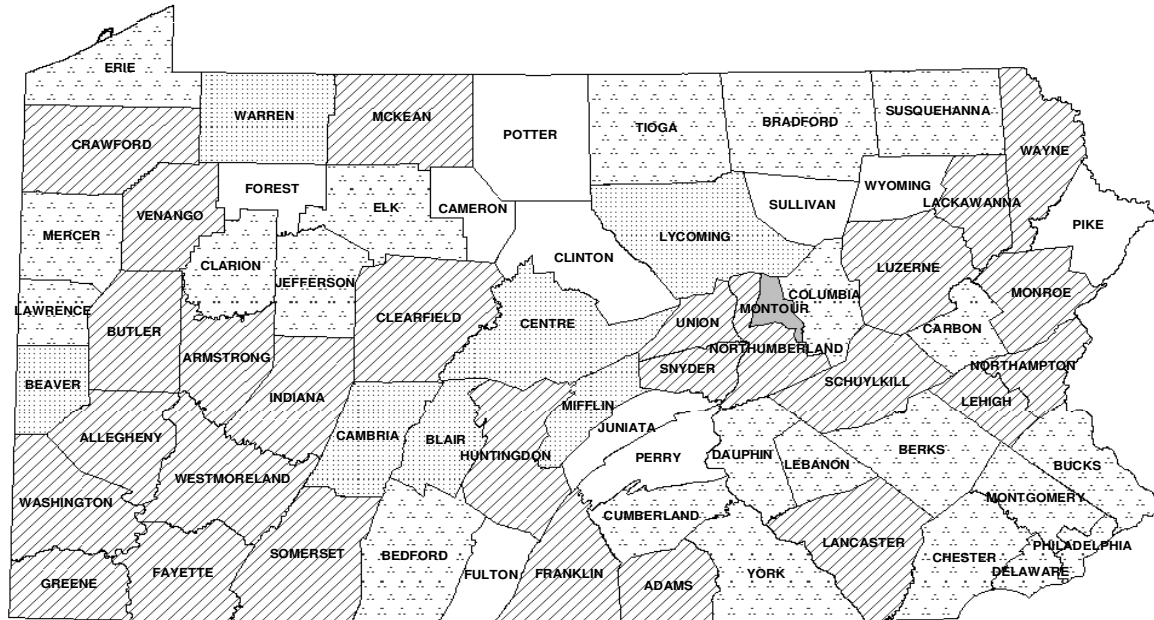 ERIE
WARREN
MCKEAN
POTTER
TIOGA
BRADFORD
SUSQUEHANNA
CRAWFORD
WAYNE
FOREST
ELK
CAMERON
SULLIVAN
WYOMING
LACKAWANNA
VENANGO
MERCER
PIKE
LYCOMING
CLINTON
CLARION
JEFFERSON
LUZERNE
MONROE
COLUMBIA
MONTOUR
LAWRENCE
BUTLER
CLEARFIELD
CENTRE
UNION
CARBON
NORTHUMBERLAND
ARMSTRONG
SNYDER
NORTHAMPTON
BEAVER
INDIANA
SCHUYLKILL
LEHIGH
MIFFLIN
JUNIATA
ALLEGHENY
CAMBRIA
BLAIR
HUNTINGDON
PERRY
DAUPHIN
LEBANON
BERKS
BUCKS
WESTMORELAND
WASHINGTON
MONTGOMERY
CUMBERLAND
LANCASTER
PHILADELPHIA
SOMERSET
BEDFORD
CHESTER
DELAWARE
GREENE
FAYETTE
FULTON
FRANKLIN
ADAMS
YORK